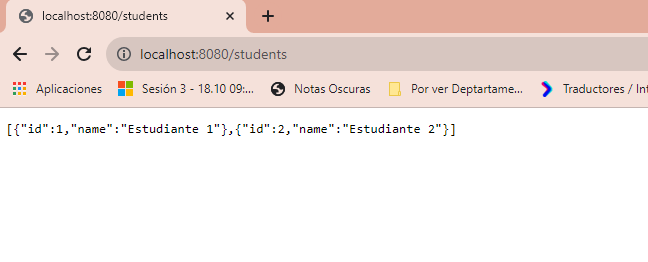 localhost:8080/students
localhost:8080/students
Aplicaciones Sesión 3 - 18.10 09:... Notas Oscuras Por ver Deptartame... Traductores / Int
[{"id":1,"name":"Estudiante 1"},{"id":2,"name":"Estudiante 2"}]